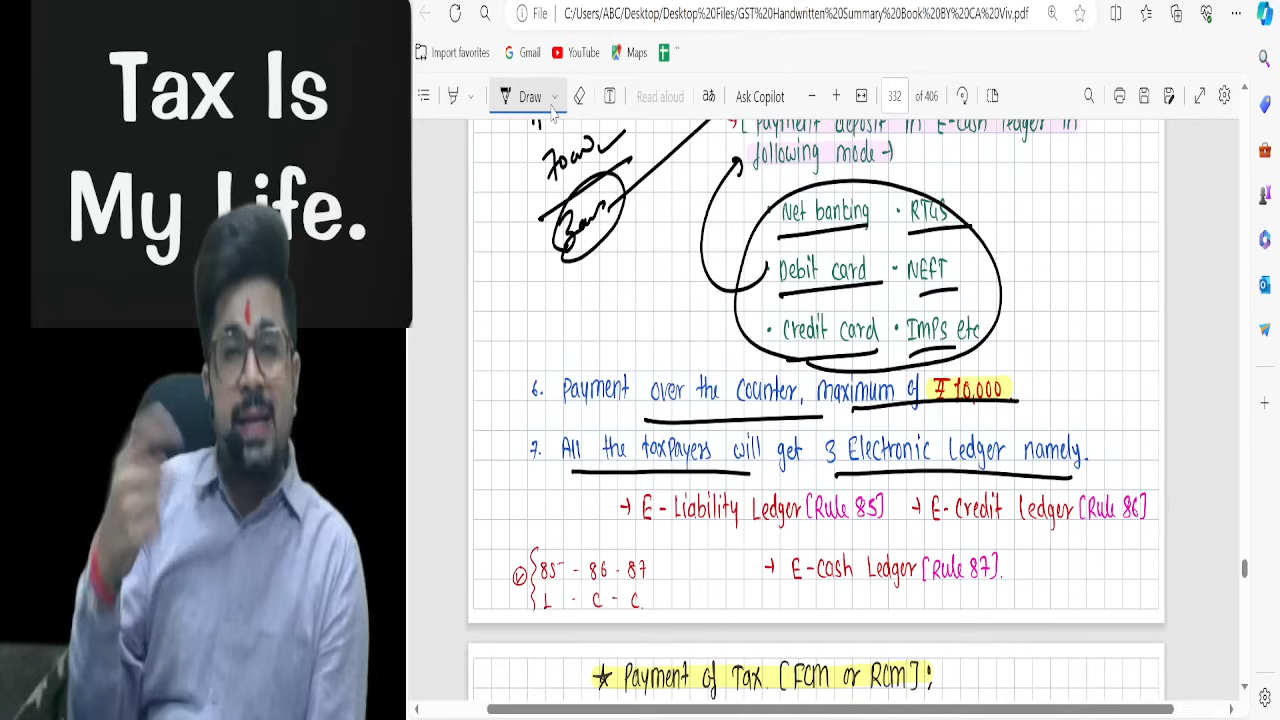 Tax Is
My Life.
File
C:/Users/ABC/Desktop/Desktop%20Files/GST%20Handwritten%20Summary%20Book%20BY%20CA%20Viv.pdf
Import favorites
Gmail
YouTube
Maps
Draw
Read aloud
Ask Copilot
332 of 406
[ payment deposit in E-cash ledger in
following mode →
• Net banking • RTGS
• Debit card • NEFT
• credit card • IMPS etc
6. Payment over the counter, maximum of ₹ 10,000
7. All the taxpayers will get 3 Electronic Ledger namely.
→ E-Liability Ledger [Rule 85] → E-credit ledger [Rule 86]
→ E-cash Ledger [Rule 87].
85 - 86 - 87
L - C - C
★ Payment of Tax [FCM or RCM] :